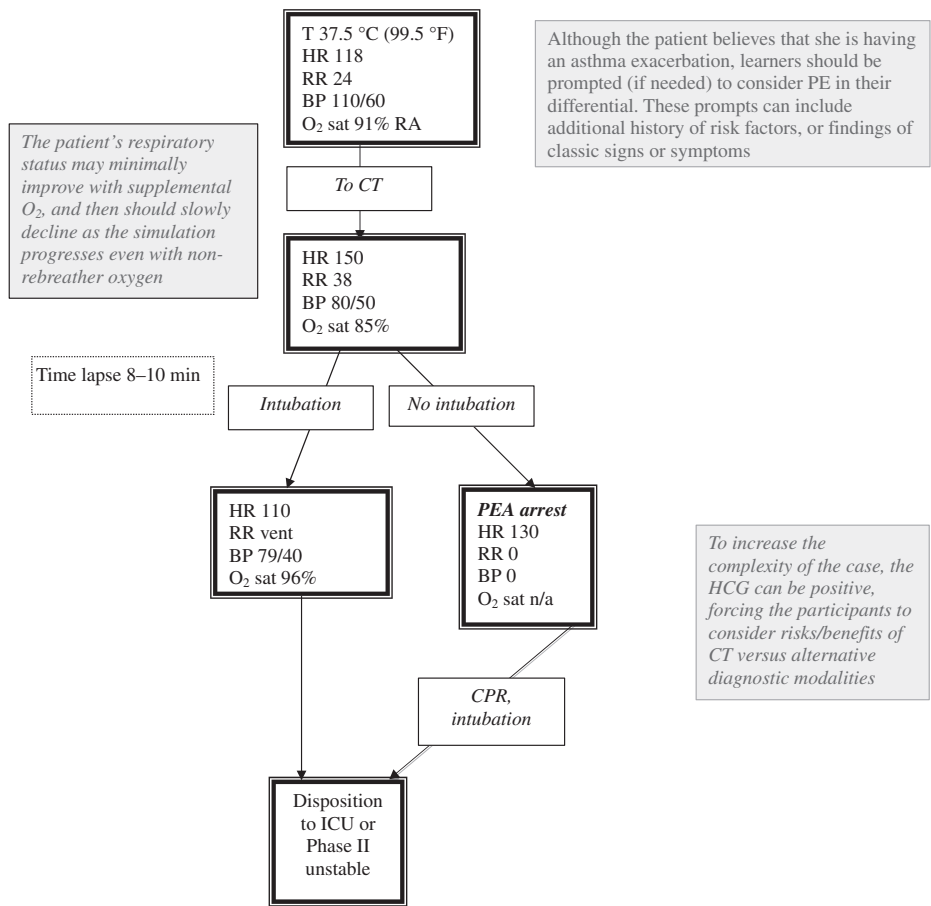 T 37.5 °C (99.5 °F)
HR 118
RR 24
BP 110/60
O₂ sat 91% RA
Although the patient believes that she is having
an asthma exacerbation, learners should be
prompted (if needed) to consider PE in their
differential. These prompts can include
additional history of risk factors, or findings of
classic signs or symptoms
The patient’s respiratory
status may minimally
improve with supplemental
O₂, and then should slowly
decline as the simulation
progresses even with non-
rebreather oxygen
To CT
HR 150
RR 38
BP 80/50
O₂ sat 85%
Time lapse 8–10 min
Intubation
No intubation
HR 110
RR vent
BP 79/40
O₂ sat 96%
PEA arrest
HR 130
RR 0
BP 0
O₂ sat n/a
To increase the
complexity of the case, the
HCG can be positive,
forcing the participants to
consider risks/benefits of
CT versus alternative
diagnostic modalities
CPR,
intubation
Disposition
to ICU or
Phase II
unstable